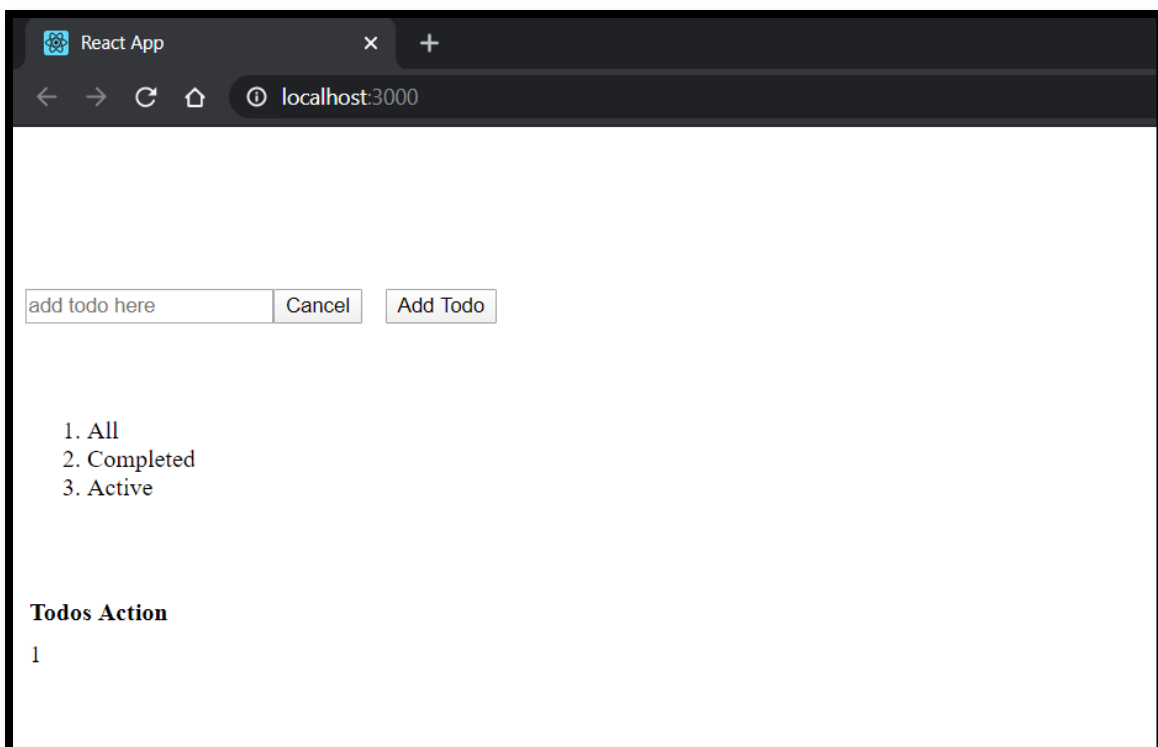 React App
localhost:3000
add todo here Cancel Add Todo
1. All
2. Completed
3. Active
Todos Action
1